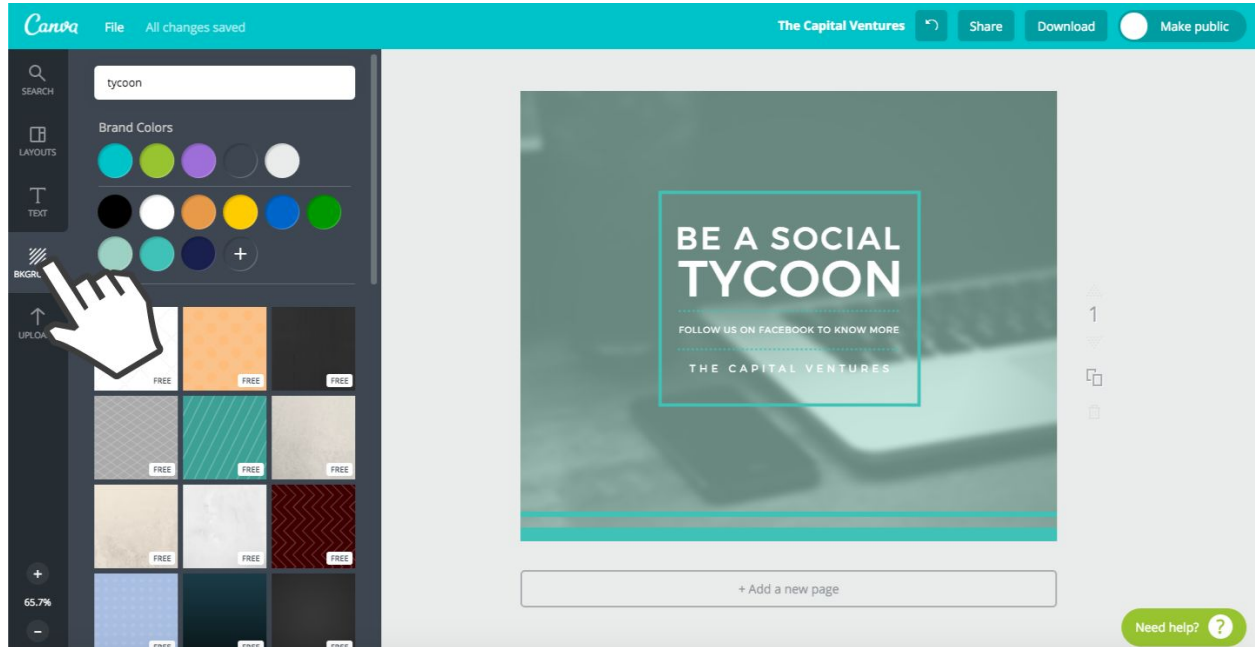 Canva File All changes saved The Capital Ventures Share Download Make public
SEARCH
LAYOUTS
TEXT
tycoon
Brand Colors
+
FREE FREE
FREE FREE FREE
FREE FREE FREE
FREE FREE FREE
+
65.7%
-
BE A SOCIAL
TYCOON
FOLLOW US ON FACEBOOK TO KNOW MORE
THE CAPITAL VENTURES
1
+ Add a new page
Need help? ?